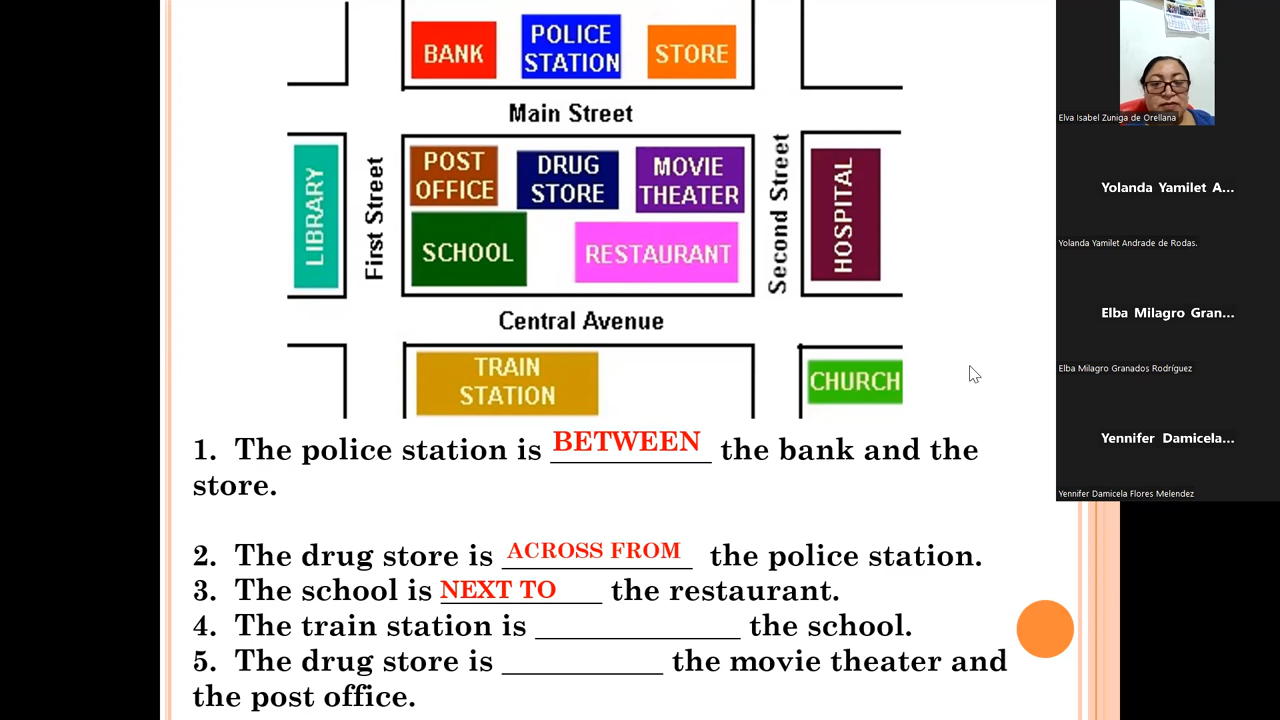 BANK
POLICE
STATION
STORE
Main Street
LIBRARY
First Street
POST
OFFICE
DRUG
STORE
MOVIE
THEATER
SCHOOL
RESTAURANT
Second Street
HOSPITAL
Central Avenue
TRAIN
STATION
CHURCH
1. The police station is BETWEEN the bank and the
store.
2. The drug store is ACROSS FROM the police station.
3. The school is NEXT TO the restaurant.
4. The train station is ______________ the school.
5. The drug store is ___________ the movie theater and
the post office.
Elva Isabel Zuniga de Orellana
Yolanda Yamilet A...
Yolanda Yamilet Andrade de Rodas.
Elba Milagro Gran...
Elba Milagro Granados Rodríguez
Yennifer Damicela...
Yennifer Damicela Flores Melendez